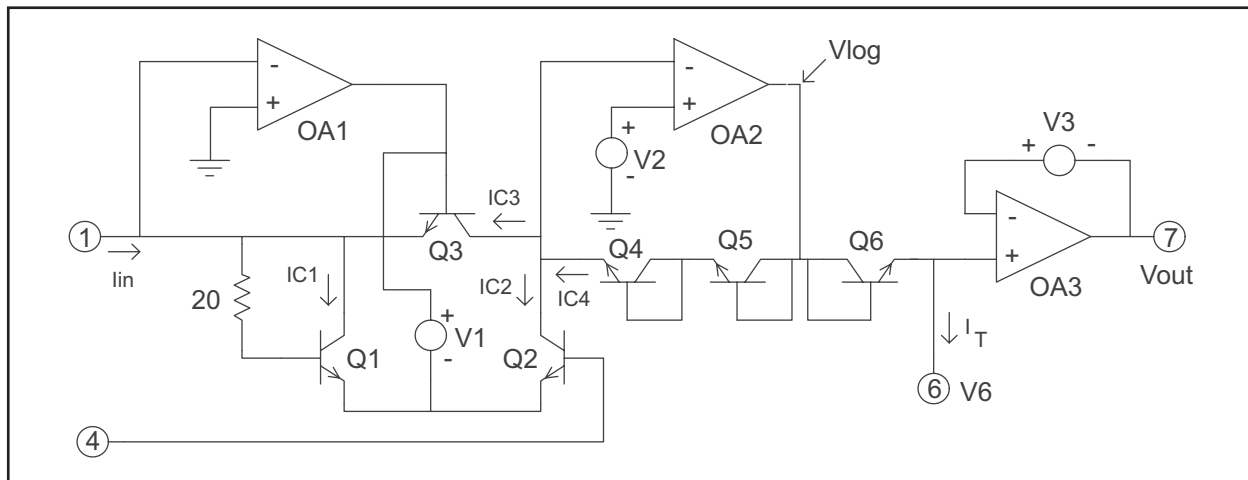 Vlog
-
+
OA1
-
+
OA2
+
V2
-
V3
+
-
IC3
1
Iin
Q3
Q4
Q5
Q6
-
+
OA3
7
Vout
20
IC1
IC2
IC4
+
V1
-
IT
Q1
Q2
6
V6
4